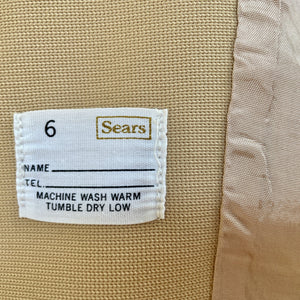 6 Sears
NAME
TEL.
MACHINE WASH WARM
TUMBLE DRY LOW